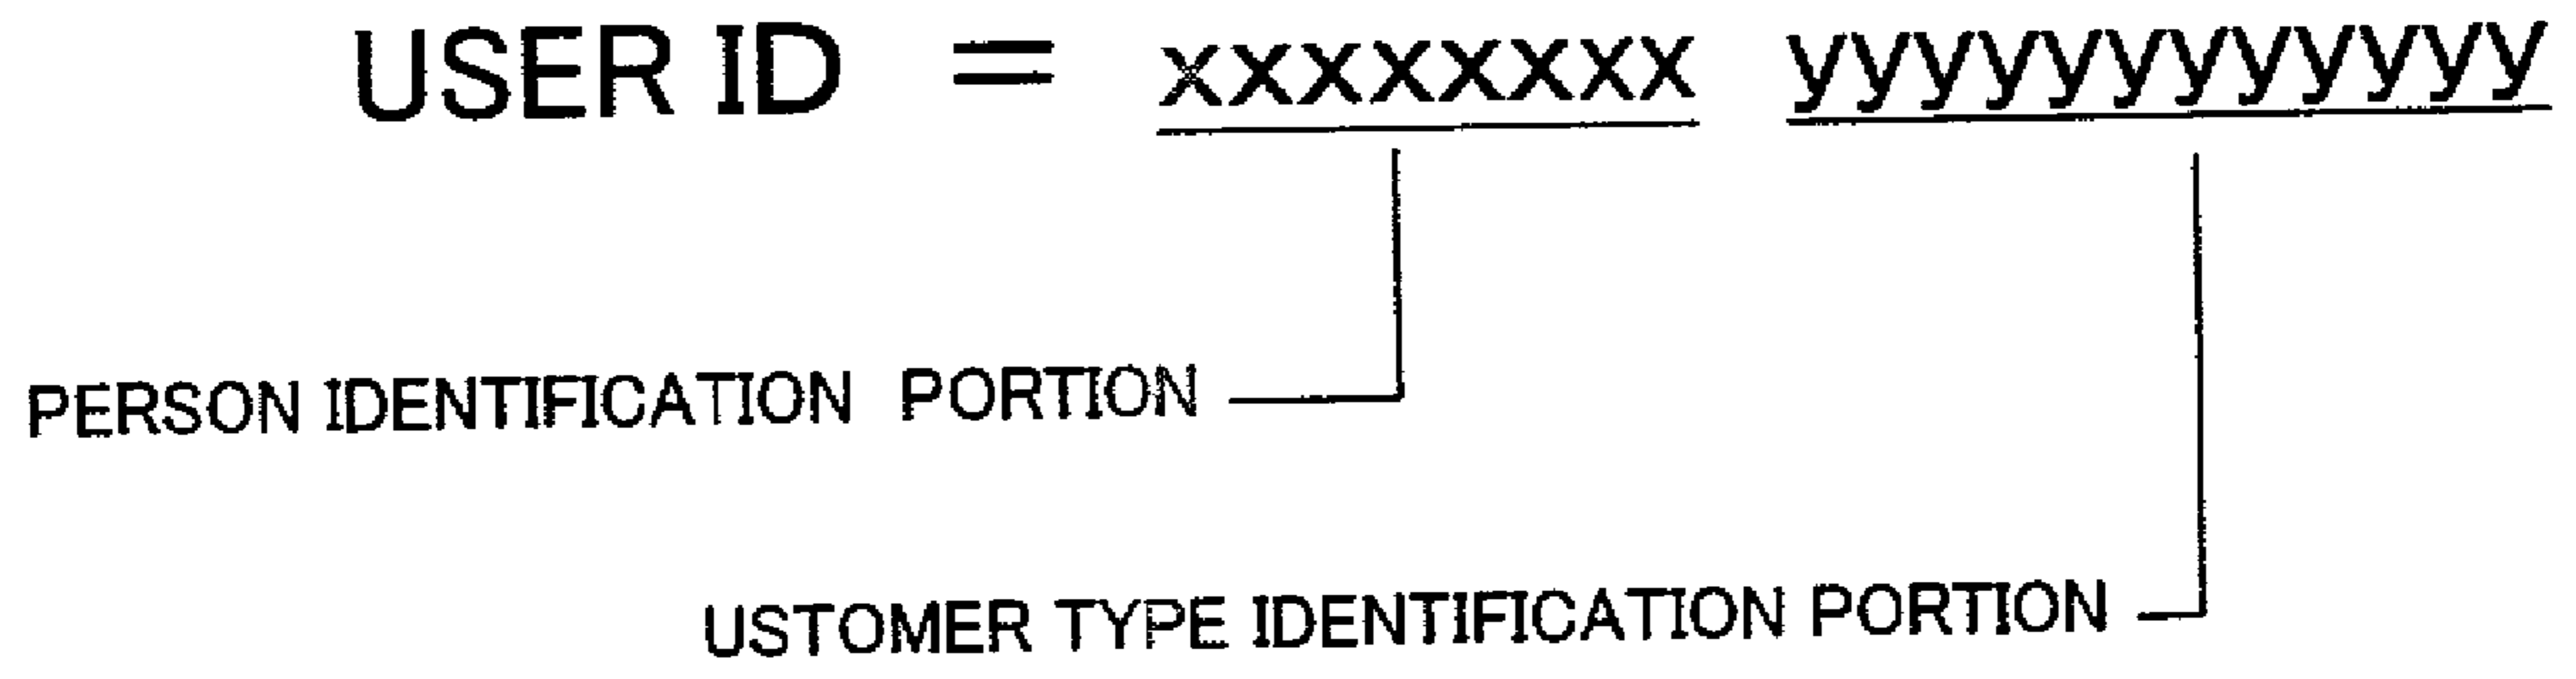 USER ID = xxxxxxxx yyyyyyyyyyyy
PERSON IDENTIFICATION PORTION
USTOMER TYPE IDENTIFICATION PORTION